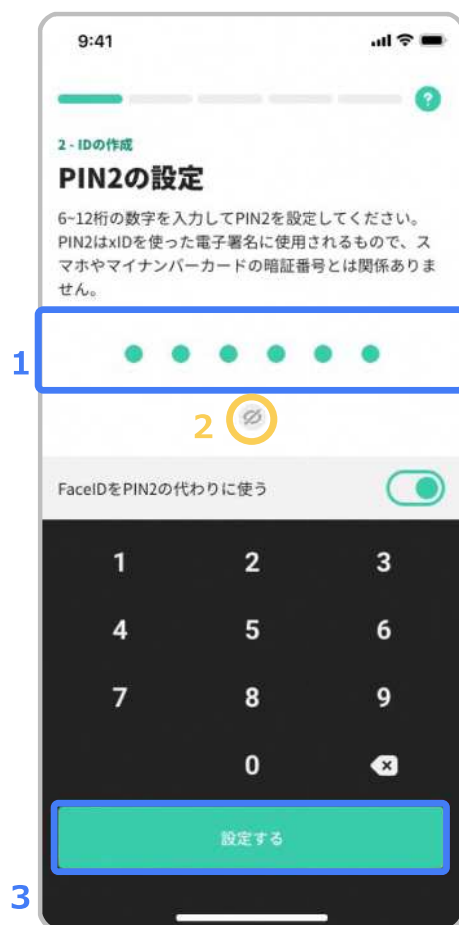 9:41
?
2 - IDの作成
PIN2の設定
6~12桁の数字を入力してPIN2を設定してください。
PIN2はxIDを使った電子署名に使用されるもので、ス
マホやマイナンバーカードの暗証番号とは関係ありま
せん。
1
2
FaceIDをPIN2の代わりに使う
1 2 3
4 5 6
7 8 9
0
設定する
3